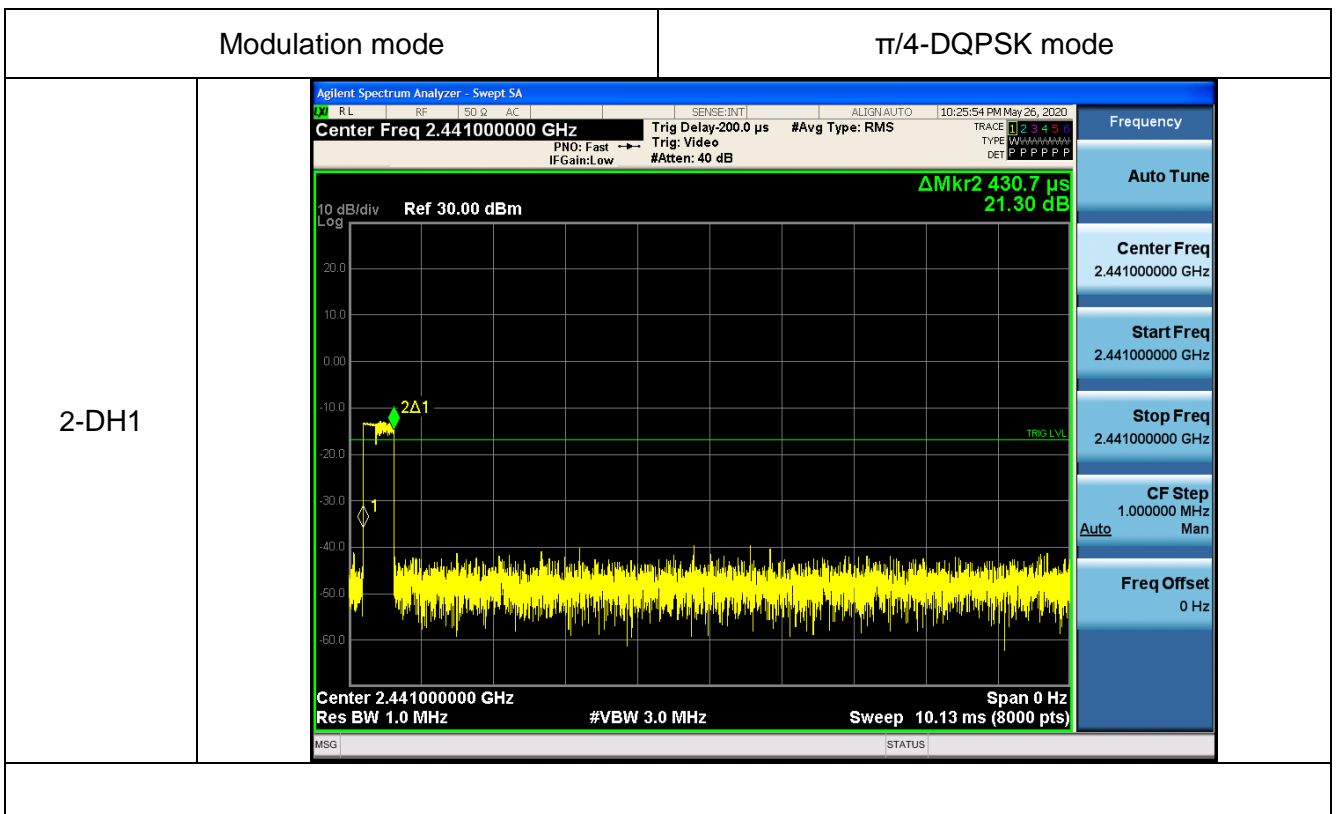 Modulation mode
π/4-DQPSK mode
2-DH1
Agilent Spectrum Analyzer - Swept SA
LXI RL RF 50 Ω AC SENSE:INT ALIGN AUTO 10:25:54 PM May 26, 2020
Center Freq 2.441000000 GHz
PNO: Fast
IFGain:Low
Trig Delay-200.0 µs
Trig: Video
#Atten: 40 dB
#Avg Type: RMS
TRACE 1 2 3 4 5 6
TYPE WWWWWW
DET P P P P P P
ΔMkr2 430.7 µs
21.30 dB
10 dB/div
Log
Ref 30.00 dBm
20.0
10.0
0.00
-10.0
-20.0
-30.0
-40.0
-50.0
-60.0
2Δ1
1
TRIG LVL
Center 2.441000000 GHz
Span 0 Hz
Res BW 1.0 MHz
#VBW 3.0 MHz
Sweep 10.13 ms (8000 pts)
MSG
STATUS
Frequency
Auto Tune
Center Freq
2.441000000 GHz
Start Freq
2.441000000 GHz
Stop Freq
2.441000000 GHz
CF Step
1.000000 MHz
Auto Man
Freq Offset
0 Hz